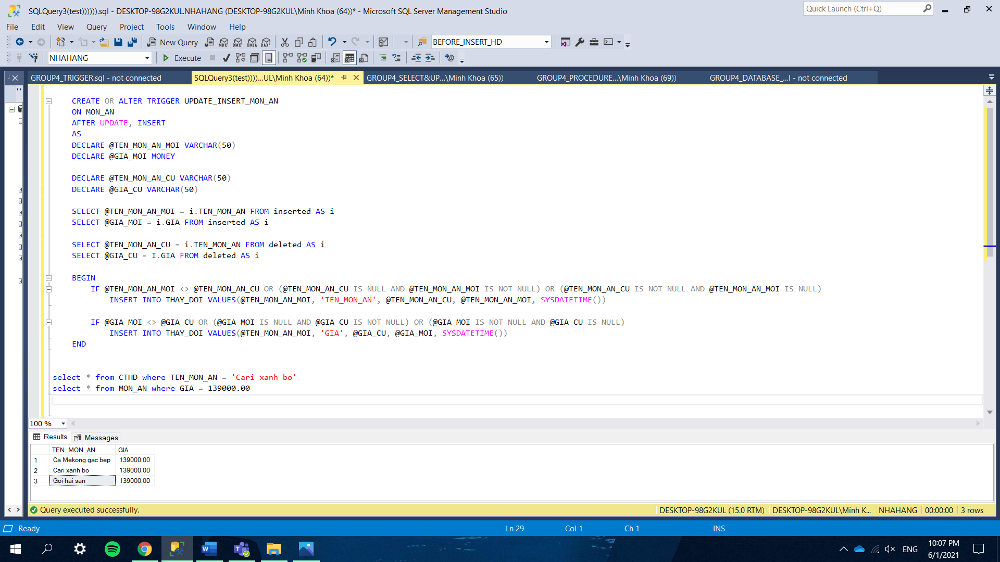 SQLQuery3(test)))))).sql - DESKTOP-98G2KUL.NHAHANG (DESKTOP-98G2KUL\Minh Khoa (64))* - Microsoft SQL Server Management Studio
Quick Launch (Ctrl+Q)
File Edit View Query Project Tools Window Help
New Query
MDX DMX XMLA DAX
BEFORE_INSERT_HD
NHAHANG
Execute
GROUP4_TRIGGER.sql - not connected
SQLQuery3(test))))...UL\Minh Khoa (64))*
GROUP4_SELECT&UP...\Minh Khoa (65))
GROUP4_PROCEDURE...\Minh Khoa (69))
GROUP4_DATABASE_...l - not connected
CREATE OR ALTER TRIGGER UPDATE_INSERT_MON_AN
ON MON_AN
AFTER UPDATE, INSERT
AS
DECLARE @TEN_MON_AN_MOI VARCHAR(50)
DECLARE @GIA_MOI MONEY
DECLARE @TEN_MON_AN_CU VARCHAR(50)
DECLARE @GIA_CU VARCHAR(50)
SELECT @TEN_MON_AN_MOI = i.TEN_MON_AN FROM inserted AS i
SELECT @GIA_MOI = i.GIA FROM inserted AS i
SELECT @TEN_MON_AN_CU = i.TEN_MON_AN FROM deleted AS i
SELECT @GIA_CU = I.GIA FROM deleted AS i
BEGIN
IF @TEN_MON_AN_MOI <> @TEN_MON_AN_CU OR (@TEN_MON_AN_CU IS NULL AND @TEN_MON_AN_MOI IS NOT NULL) OR (@TEN_MON_AN_CU IS NOT NULL AND @TEN_MON_AN_MOI IS NULL)
INSERT INTO THAY_DOI VALUES(@TEN_MON_AN_MOI, 'TEN_MON_AN', @TEN_MON_AN_CU, @TEN_MON_AN_MOI, SYSDATETIME())
IF @GIA_MOI <> @GIA_CU OR (@GIA_MOI IS NULL AND @GIA_CU IS NOT NULL) OR (@GIA_MOI IS NOT NULL AND @GIA_CU IS NULL)
INSERT INTO THAY_DOI VALUES(@TEN_MON_AN_MOI, 'GIA', @GIA_CU, @GIA_MOI, SYSDATETIME())
END
select * from CTHD where TEN_MON_AN = 'Cari xanh bo'
select * from MON_AN where GIA = 139000.00
100 %
Results Messages
TEN_MON_AN GIA
1 Ca Mekong gac bep 139000.00
2 Cari xanh bo 139000.00
3 Goi hai san 139000.00
Query executed successfully.
DESKTOP-98G2KUL (15.0 RTM) DESKTOP-98G2KUL\Minh K... NHAHANG 00:00:00 3 rows
Ready Ln 29 Col 1 Ch 1 INS
ENG
10:07 PM
6/1/2021